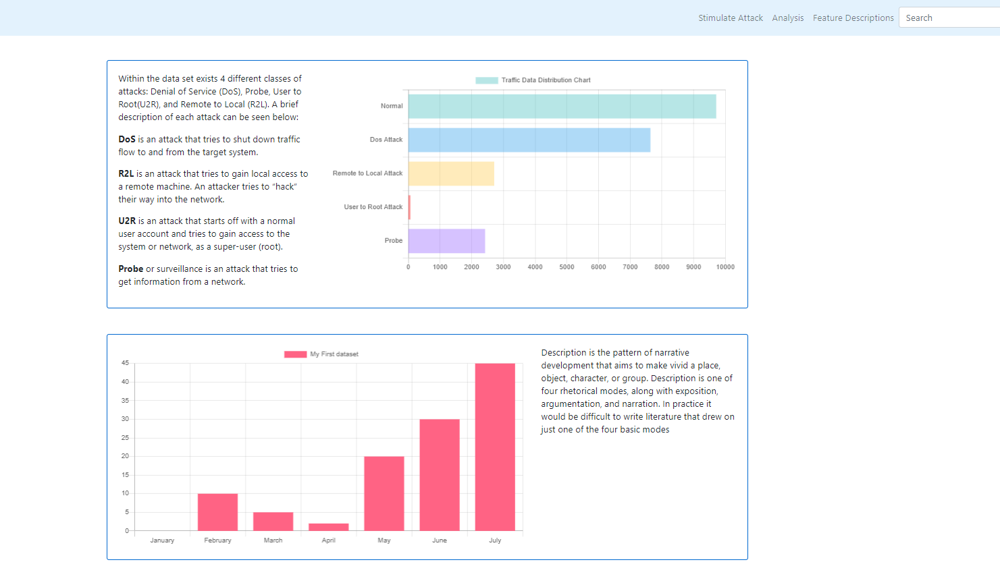 Stimulate Attack Analysis Feature Descriptions Search
Within the data set exists 4 different classes of
attacks: Denial of Service (DoS), Probe, User to
Root(U2R), and Remote to Local (R2L). A brief
description of each attack can be seen below:
DoS is an attack that tries to shut down traffic
flow to and from the target system.
R2L is an attack that tries to gain local access to
a remote machine. An attacker tries to “hack”
their way into the network.
U2R is an attack that starts off with a normal
user account and tries to gain access to the
system or network, as a super-user (root).
Probe or surveillance is an attack that tries to
get information from a network.
Traffic Data Distribution Chart
Normal
Dos Attack
Remote to Local Attack
User to Root Attack
Probe
0 1000 2000 3000 4000 5000 6000 7000 8000 9000 10000
My First dataset
45
40
35
30
25
20
15
10
5
0
January February March April May June July
Description is the pattern of narrative
development that aims to make vivid a place,
object, character, or group. Description is one of
four rhetorical modes, along with exposition,
argumentation, and narration. In practice it
would be difficult to write literature that drew on
just one of the four basic modes